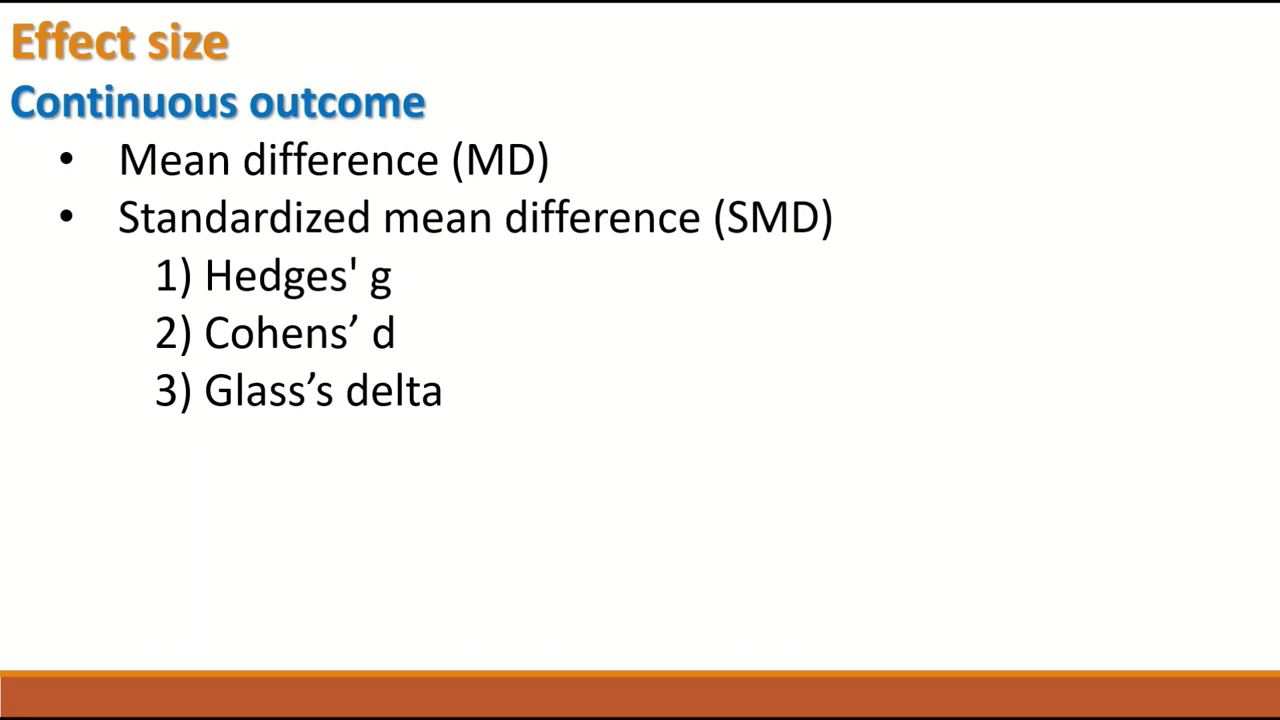 Effect size
Continuous outcome
• Mean difference (MD)
• Standardized mean difference (SMD)
1) Hedges' g
2) Cohens’ d
3) Glass’s delta